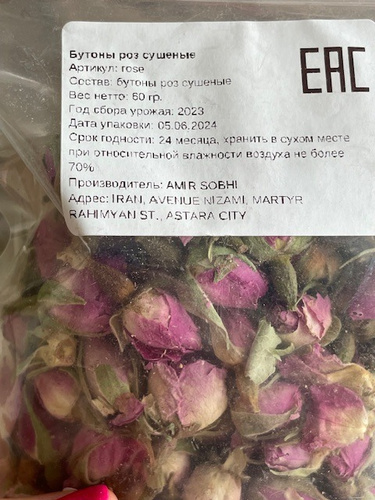 Бутоны роз сушеные
Артикул: rose
Состав: бутоны роз сушеные
Вес нетто: 60 гр.
Год сбора урожая: 2023
Дата упаковки: 05.06.2024
Срок годности: 24 месяца, хранить в сухом месте
при относительной влажности воздуха не более
70%
Производитель: AMIR SOBHI
Адрес: IRAN, AVENUE NIZAMI, MARTYR
RAHIMYAN ST., ASTARA CITY
EAC